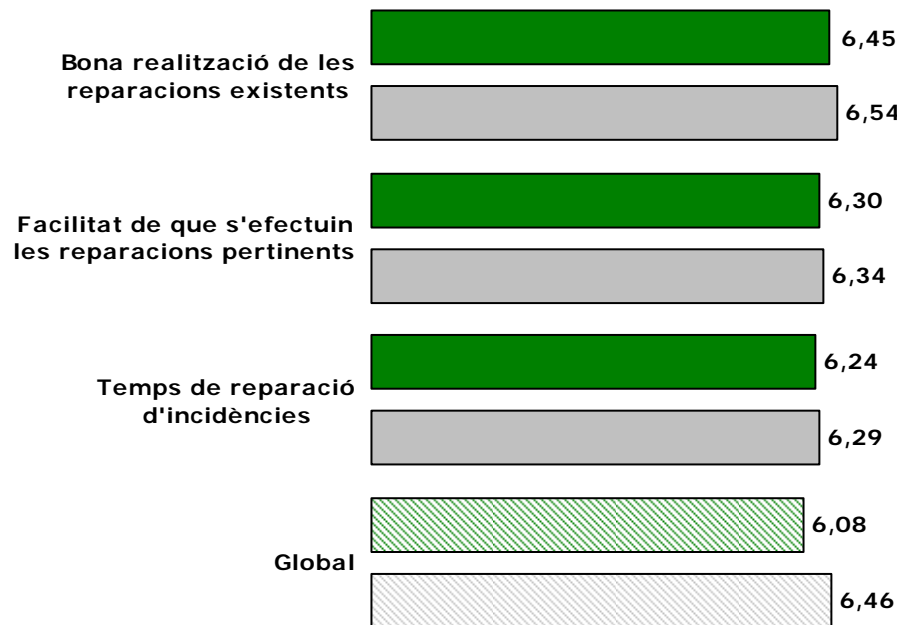 6,45
Bona realització de les
reparacions existents
6,54
6,30
Facilitat de que s'efectuin
les reparacions pertinents
6,34
6,24
Temps de reparació
d'incidències
6,29
6,08
Global
6,46